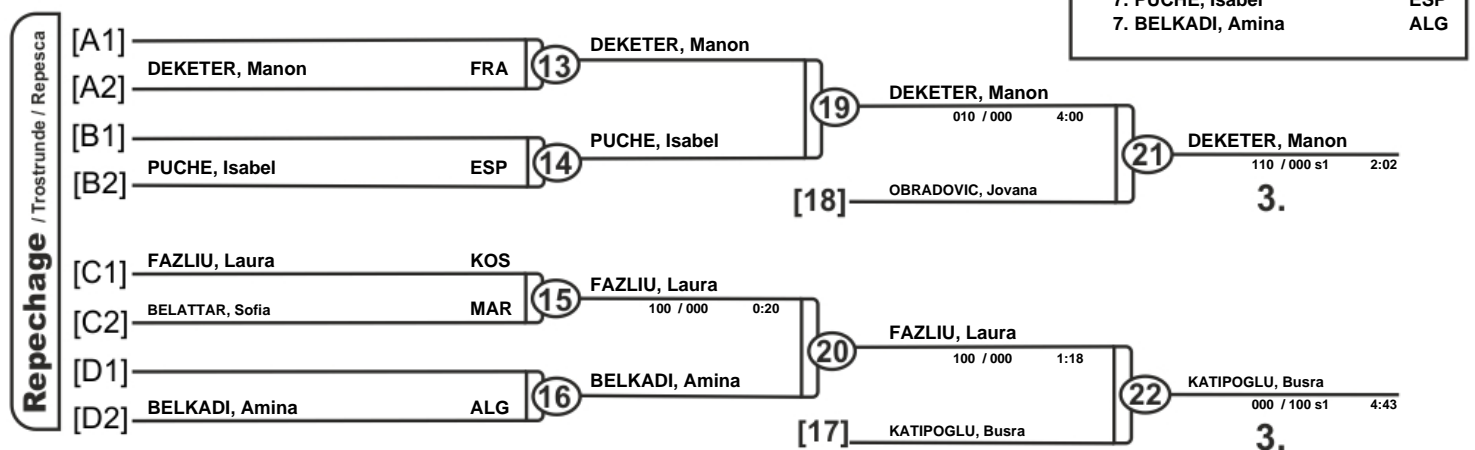 7. PUCHE, Isabel ESP
7. BELKADI, Amina ALG
Repechage / Trostrunde / Repesca
[A1]
DEKETER, Manon FRA
[A2]
13
DEKETER, Manon
[B1]
PUCHE, Isabel ESP
[B2]
14
PUCHE, Isabel
19
DEKETER, Manon
010 / 000 4:00
[18]
OBRADOVIC, Jovana
21
DEKETER, Manon
110 / 000 s1 2:02
3.
[C1]
FAZLIU, Laura KOS
[C2]
BELATTAR, Sofia MAR
15
FAZLIU, Laura
100 / 000 0:20
[D1]
[D2]
BELKADI, Amina ALG
16
BELKADI, Amina
20
FAZLIU, Laura
100 / 000 1:18
[17]
KATIPOGLU, Busra
22
KATIPOGLU, Busra
000 / 100 s1 4:43
3.